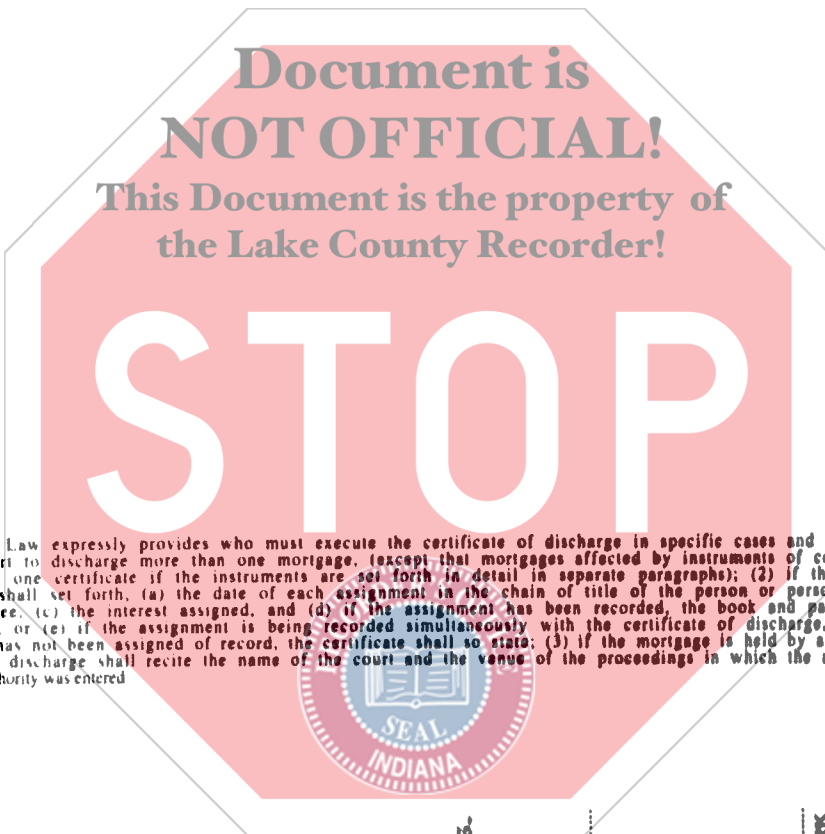 Document is
NOT OFFICIAL!
This Document is the property of
the Lake County Recorder!
STOP
Law expressly provides who must execute the certificate of discharge in specific cases and
to discharge more than one mortgage, (except that mortgages affected by instruments of
one certificate if the instruments are set forth in detail in separate paragraphs); (2) if
shall set forth, (a) the date of each assignment in the chain of title of the person or
(c) the interest assigned, and (d) if the assignment has been recorded, the book and
or (e) if the assignment is being recorded simultaneously with the certificate of discharge,
has not been assigned of record, the certificate shall so state; (3) if the mortgage is held by
discharge shall recite the name of the court and the venue of the proceedings in which the
was entered
SEAL
INDIANA